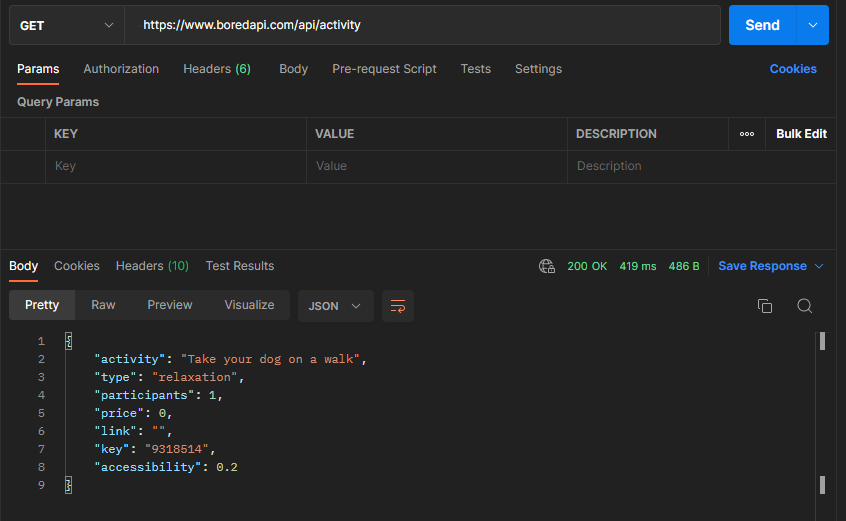 GET https://www.boredapi.com/api/activity Send
Params Authorization Headers (6) Body Pre-request Script Tests Settings Cookies
Query Params
KEY VALUE DESCRIPTION ooo Bulk Edit
Key Value Description
Body Cookies Headers (10) Test Results 200 OK 419 ms 486 B Save Response
Pretty Raw Preview Visualize JSON
1 {
2 "activity": "Take your dog on a walk",
3 "type": "relaxation",
4 "participants": 1,
5 "price": 0,
6 "link": "",
7 "key": "9318514",
8 "accessibility": 0.2
9 }